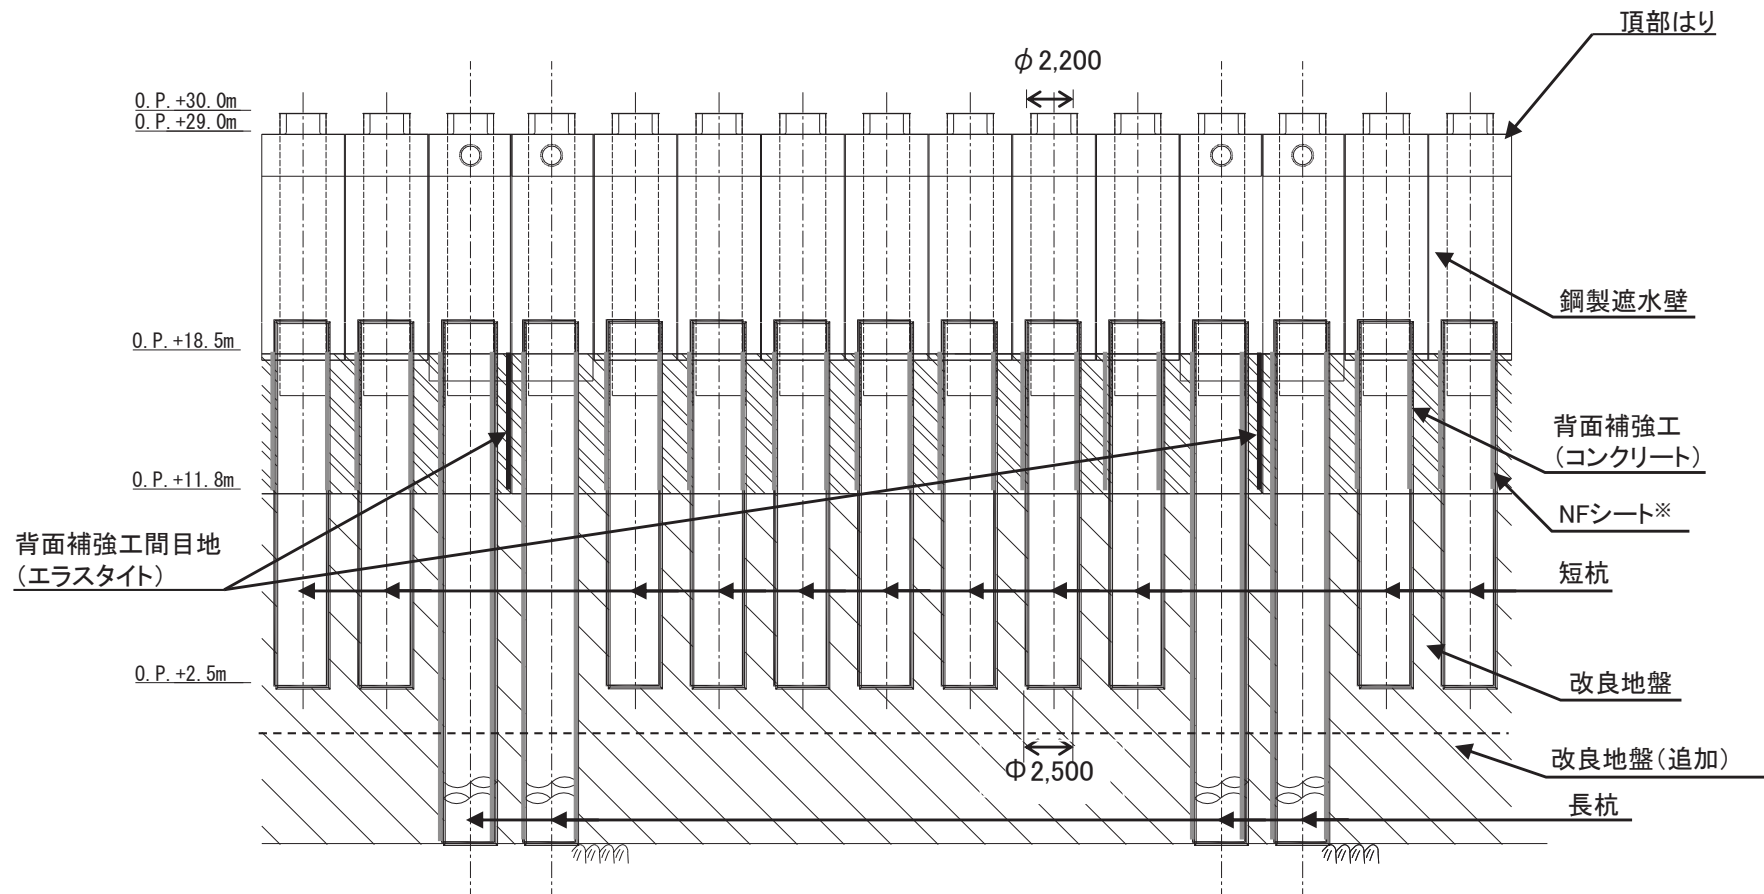 頂部はり
φ2,200
O.P.+30.0m
O.P.+29.0m
鋼製遮水壁
O.P.+18.5m
背面補強工
（コンクリート）
O.P.+11.8m
NFシート※
背面補強工間目地
（エラスタイト）
短杭
O.P.+2.5m
改良地盤
改良地盤（追加）
Φ2,500
長杭